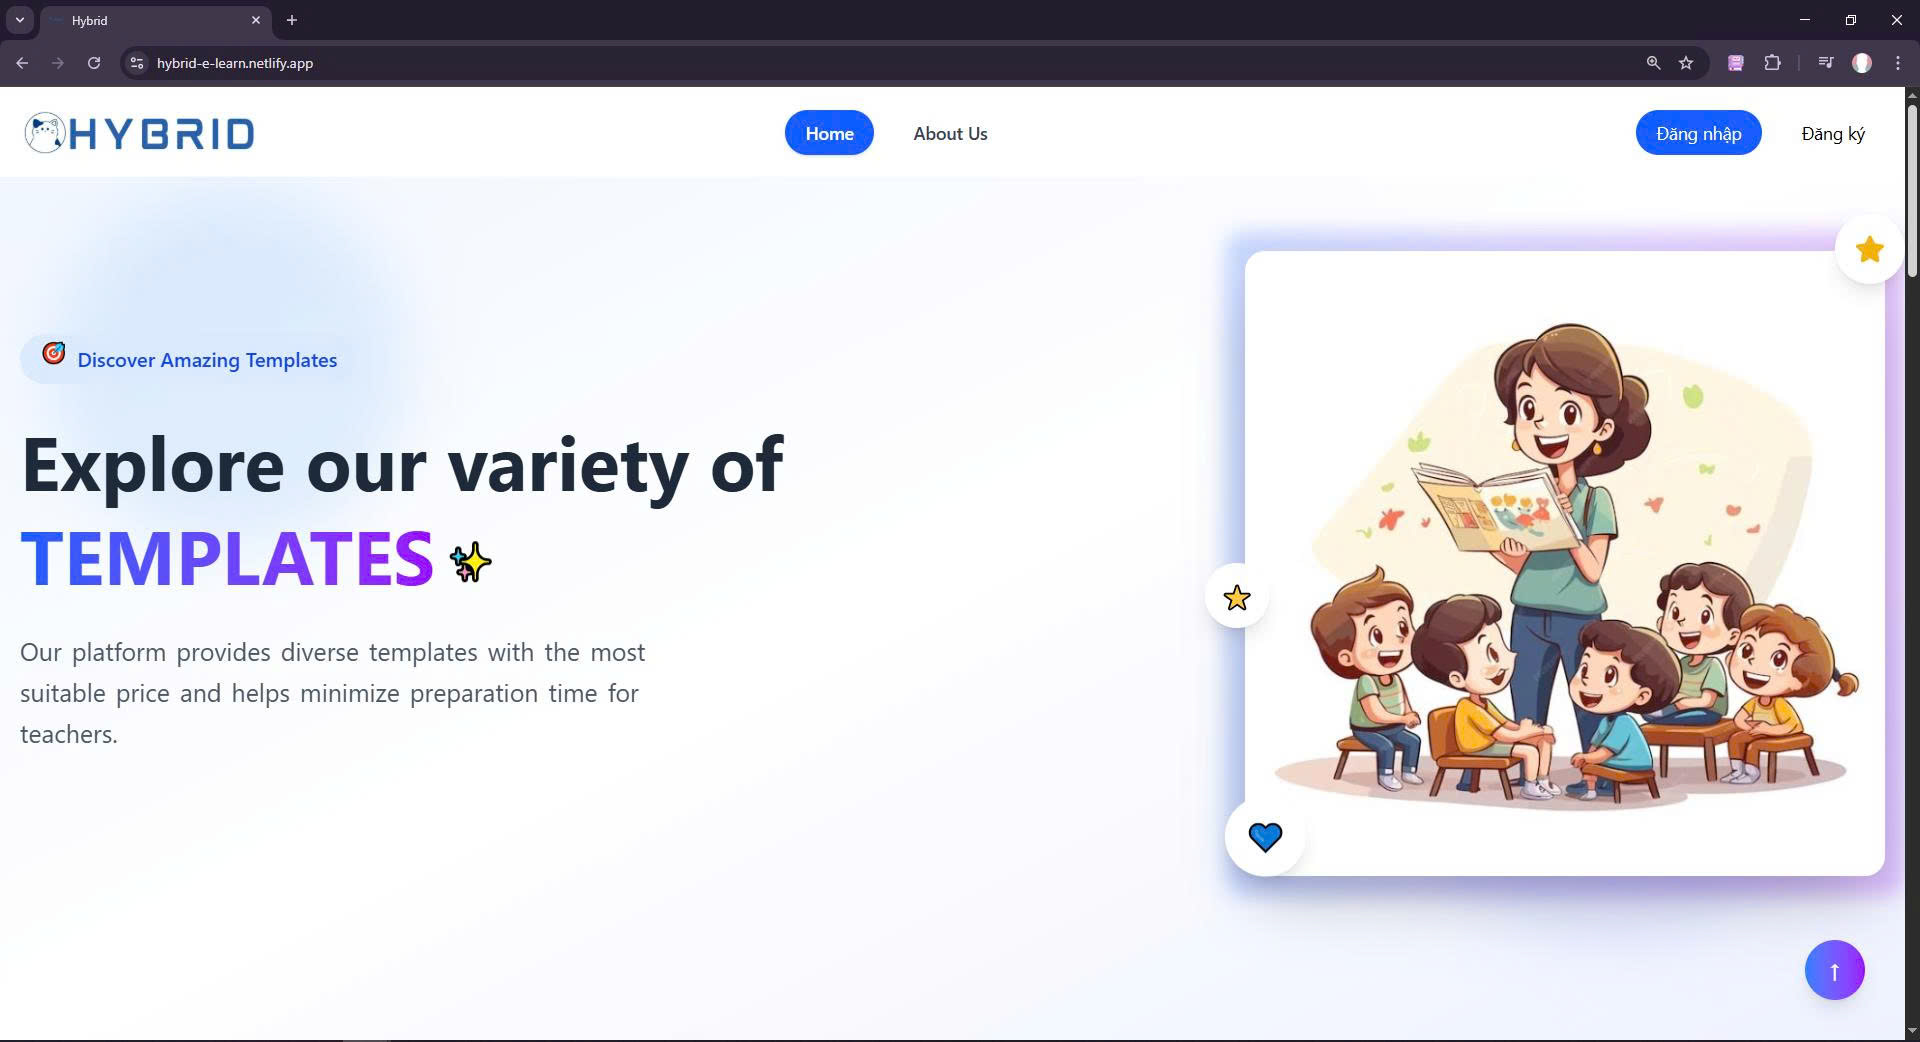 Hybrid
hybrid-e-learn.netlify.app
HYBRID
Home
About Us
Đăng nhập
Đăng ký
Discover Amazing Templates
Explore our variety of
TEMPLATES
Our platform provides diverse templates with the most
suitable price and helps minimize preparation time for
teachers.